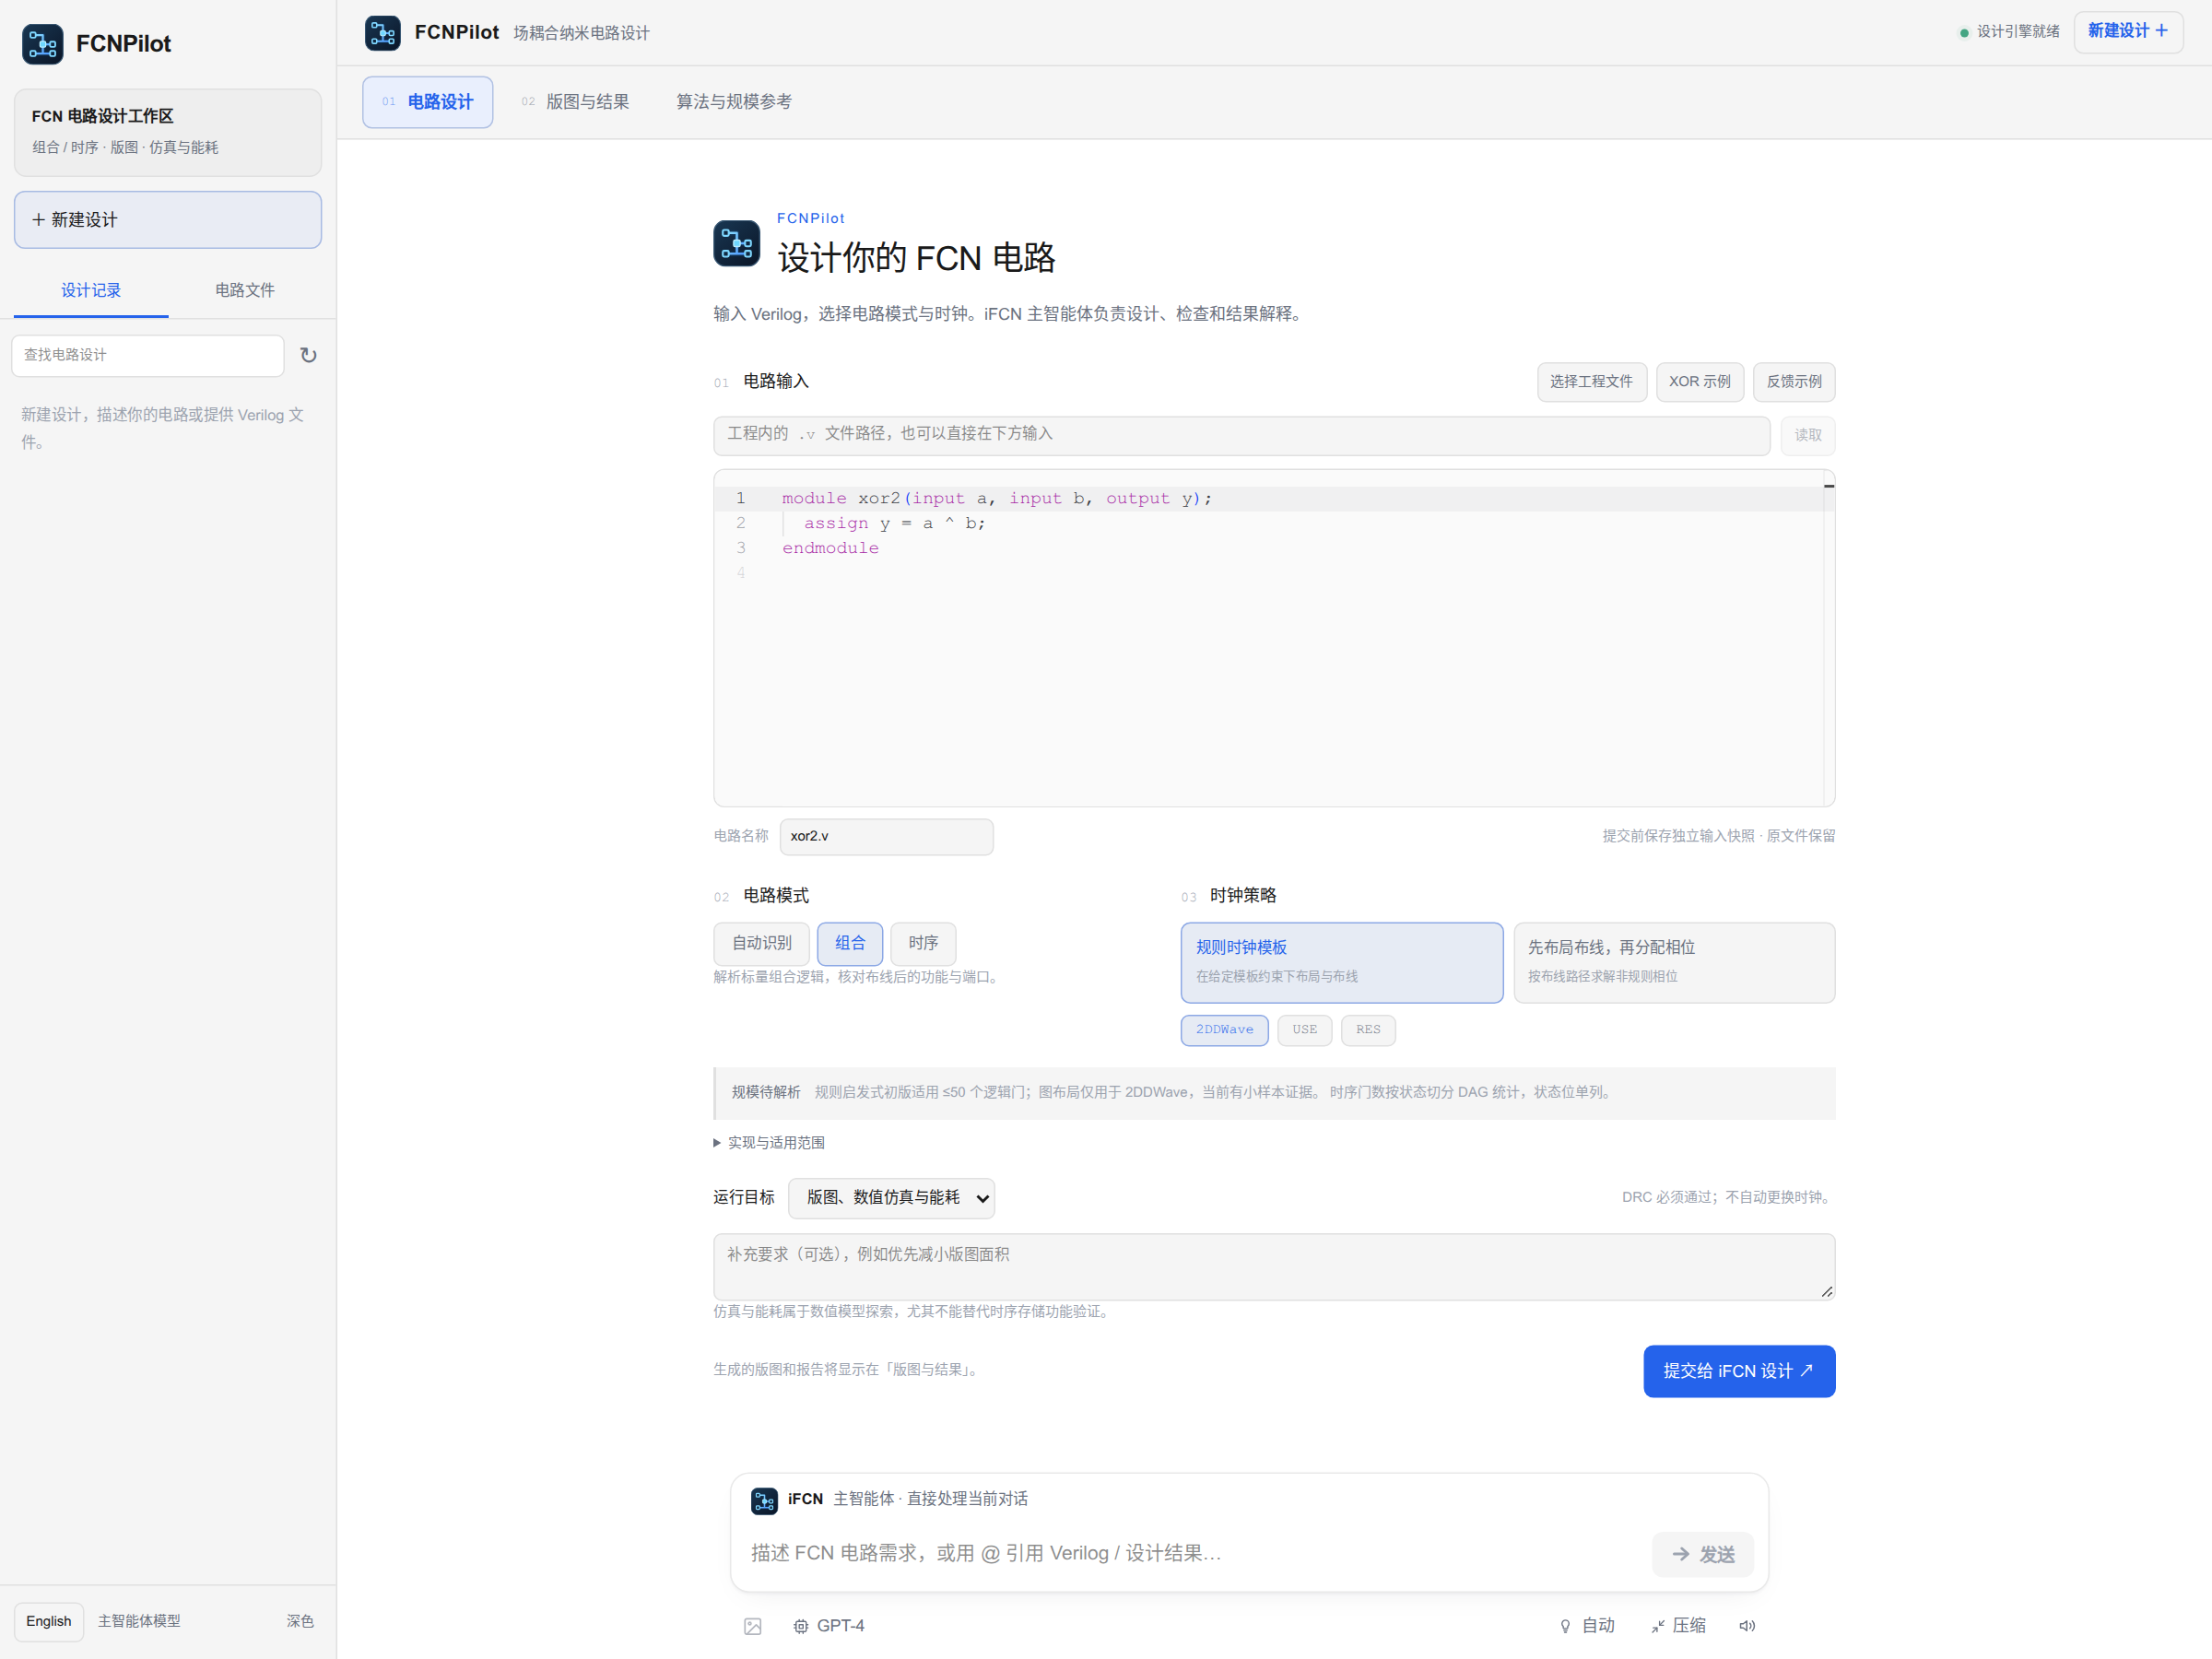 FCNPilot
FCN 电路设计工作区
组合 / 时序 · 版图 · 仿真与能耗
＋ 新建设计
设计记录
电路文件
查找电路设计
↻
新建设计，描述你的电路或提供 Verilog 文
件。
English
主智能体模型
深色
FCNPilot 场耦合纳米电路设计
设计引擎就绪
新建设计 ＋
01 电路设计
02 版图与结果
算法与规模参考
FCNPilot
设计你的 FCN 电路
输入 Verilog，选择电路模式与时钟。iFCN 主智能体负责设计、检查和结果解释。
01 电路输入
选择工程文件
XOR 示例
反馈示例
工程内的 .v 文件路径，也可以直接在下方输入
读取
1 module xor2(input a, input b, output y);
2 assign y = a ^ b;
3 endmodule
4
电路名称
xor2.v
提交前保存独立输入快照 · 原文件保留
02 电路模式
自动识别
组合
时序
解析标量组合逻辑，核对布线后的功能与端口。
03 时钟策略
规则时钟模板
在给定模板约束下布局与布线
先布局布线，再分配相位
按布线路径求解非规则相位
2DDWave
USE
RES
规模待解析 规则启发式初版适用 ≤50 个逻辑门；图布局仅用于 2DDWave，当前有小样本证据。 时序门数按状态切分 DAG 统计，状态位单列。
▶ 实现与适用范围
运行目标
版图、数值仿真与能耗
DRC 必须通过；不自动更换时钟。
补充要求（可选），例如优先减小版图面积
仿真与能耗属于数值模型探索，尤其不能替代时序存储功能验证。
生成的版图和报告将显示在「版图与结果」。
提交给 iFCN 设计 ↗
iFCN 主智能体 · 直接处理当前对话
描述 FCN 电路需求，或用 @ 引用 Verilog / 设计结果…
→ 发送
GPT-4
自动
压缩